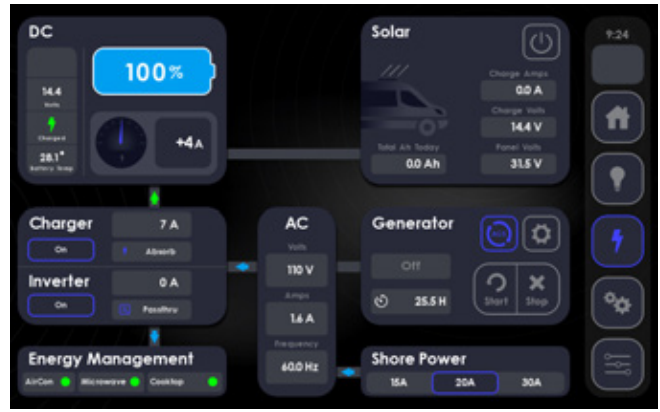 DC
100%
14.4
Volts
Charged
28.1°
Battery Temp
+4A
Solar
Charge Amps
0.0 A
Charge Volts
14.4 V
Total Ah Today
Panel Volts
0.0 Ah
31.5 V
9:24
Charger
7 A
On
Absorb
Inverter
0 A
On
Passthru
AC
Volts
110 V
Amps
1.6 A
Frequency
60.0 Hz
Generator
Off
25.5 H
Start
Stop
Energy Management
AirCon
Microwave
Cooktop
Shore Power
15A
20A
30A